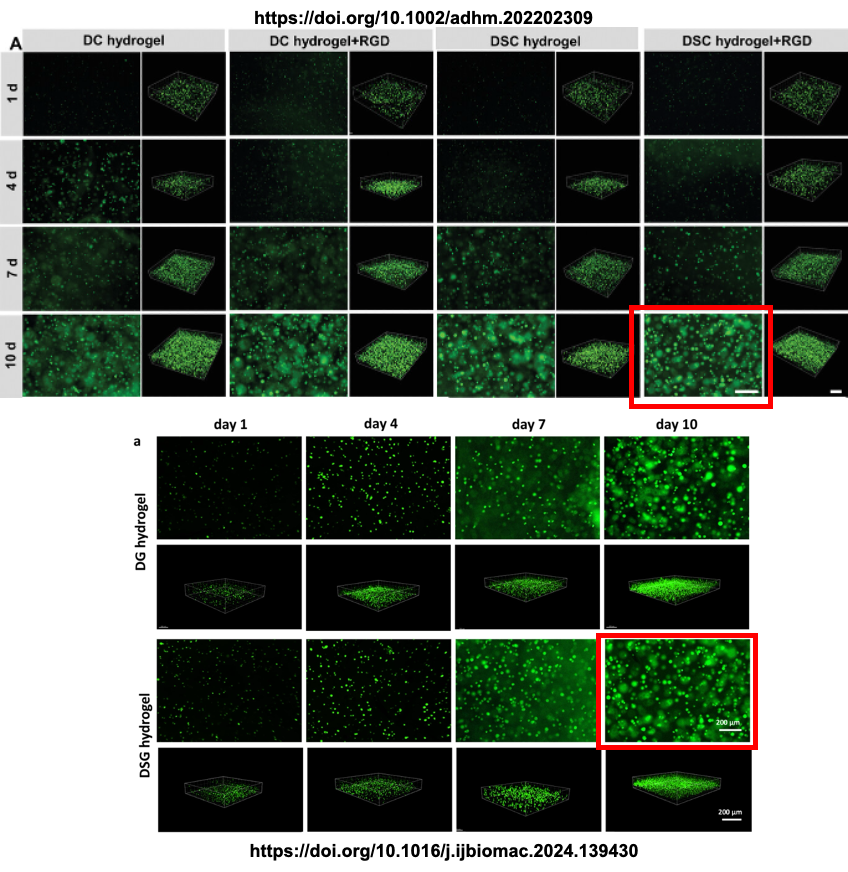 https://doi.org/10.1002/adhm.202202309
A
DC hydrogel
DC hydrogel+RGD
DSC hydrogel
DSC hydrogel+RGD
1 d
4 d
7 d
10 d
a
day 1
day 4
day 7
day 10
DG hydrogel
DSG hydrogel
200 µm
200 µm
https://doi.org/10.1016/j.ijbiomac.2024.139430